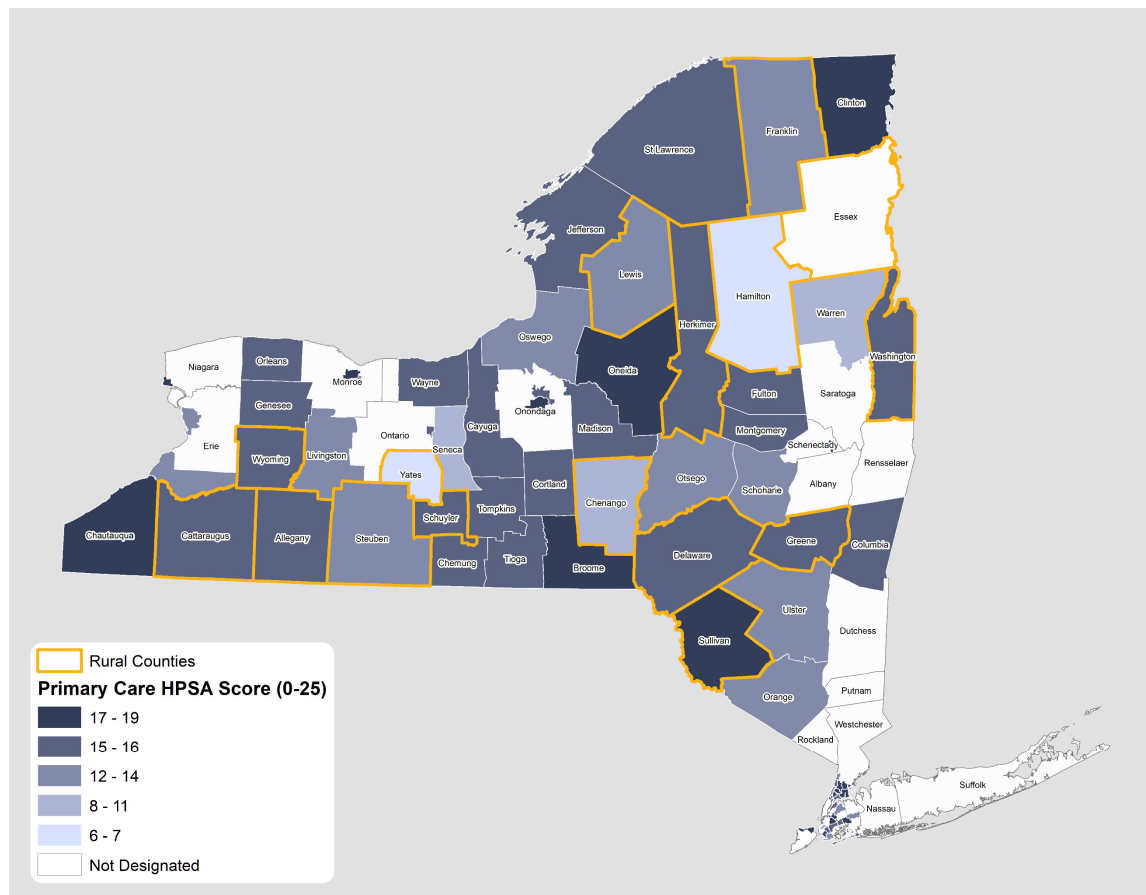 Clinton
Franklin
St Lawrence
Essex
Jefferson
Lewis
Hamilton
Warren
Herkimer
Oswego
Washington
Niagara
Orleans
Oneida
Monroe
Wayne
Fulton
Saratoga
Genesee
Onondaga
Cayuga
Madison
Montgomery
Ontario
Erie
Seneca
Schenectady
Wyoming
Livingston
Rensselaer
Yates
Otsego
Albany
Cortland
Schoharie
Chenango
Tompkins
Schuyler
Chautauqua
Cattaraugus
Allegany
Steuben
Greene
Columbia
Delaware
Chemung
Tioga
Broome
Ulster
Dutchess
Sullivan
Putnam
Orange
Westchester
Rockland
Suffolk
Nassau
Rural Counties
Primary Care HPSA Score (0-25)
17 - 19
15 - 16
12 - 14
8 - 11
6 - 7
Not Designated